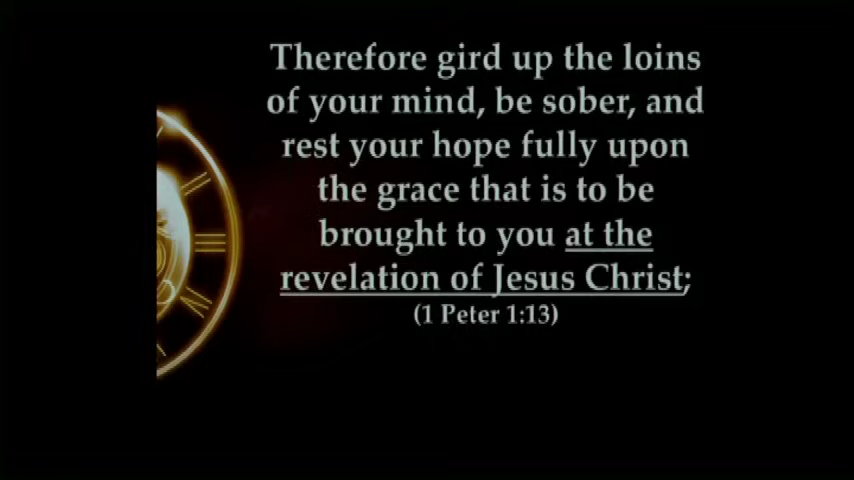 Therefore gird up the loins
of your mind, be sober, and
rest your hope fully upon
the grace that is to be
brought to you at the
revelation of Jesus Christ;
(1 Peter 1:13)